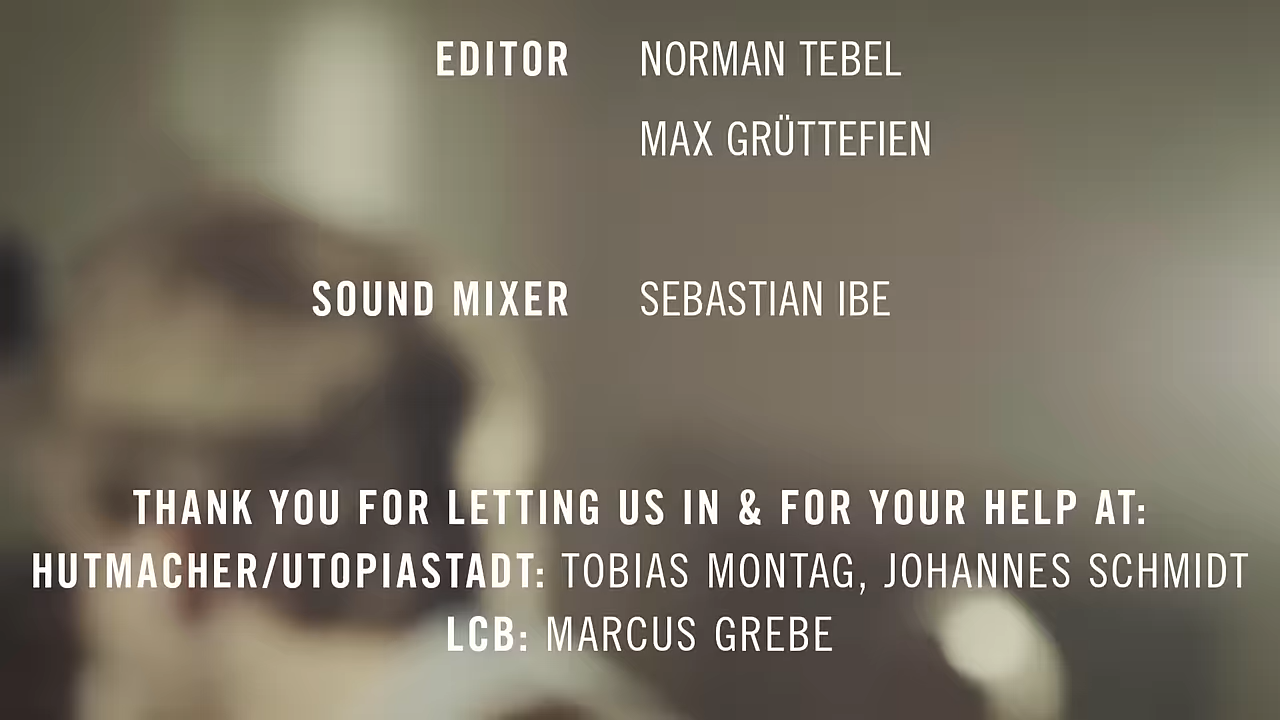 EDITOR NORMAN TEBEL
MAX GRÜTTEFIEN
SOUND MIXER SEBASTIAN IBE
THANK YOU FOR LETTING US IN & FOR YOUR HELP AT:
HUTMACHER/UTOPIASTADT: TOBIAS MONTAG, JOHANNES SCHMIDT
LCB: MARCUS GREBE